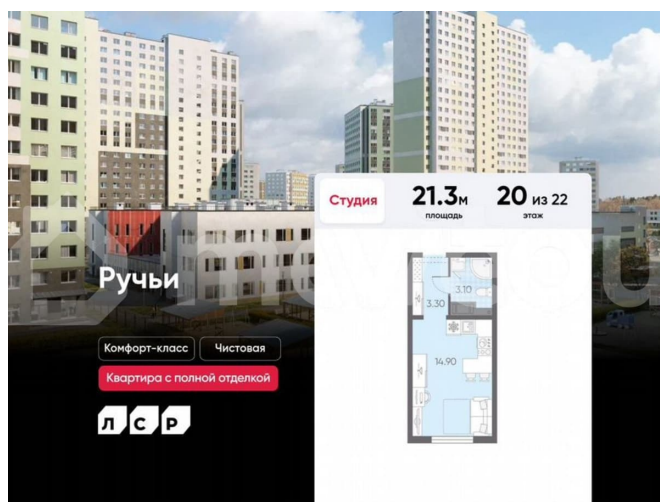 Студия
21.3м
площадь
20 из 22
этаж
Ручьи
3.10
3.30
14.90
Комфорт-класс
Чистовая
Квартира с полной отделкой
ЛСР